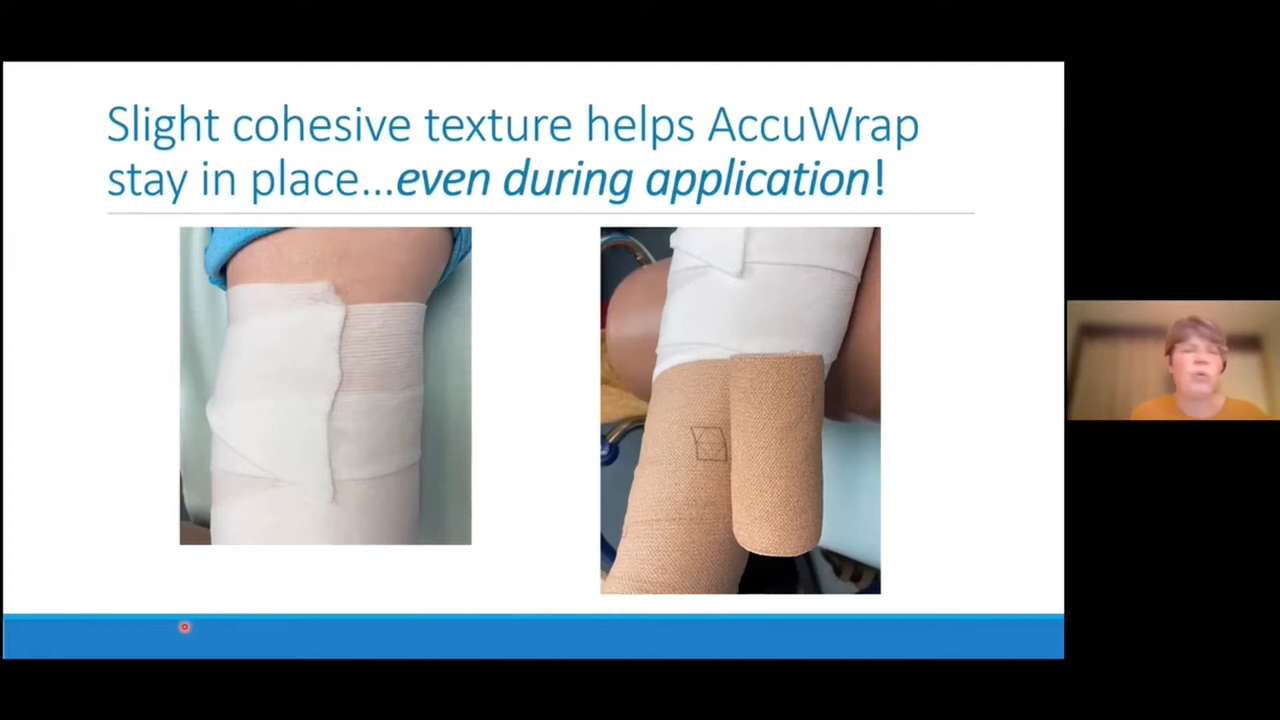 Slight cohesive texture helps AccuWrap
stay in place...even during application!